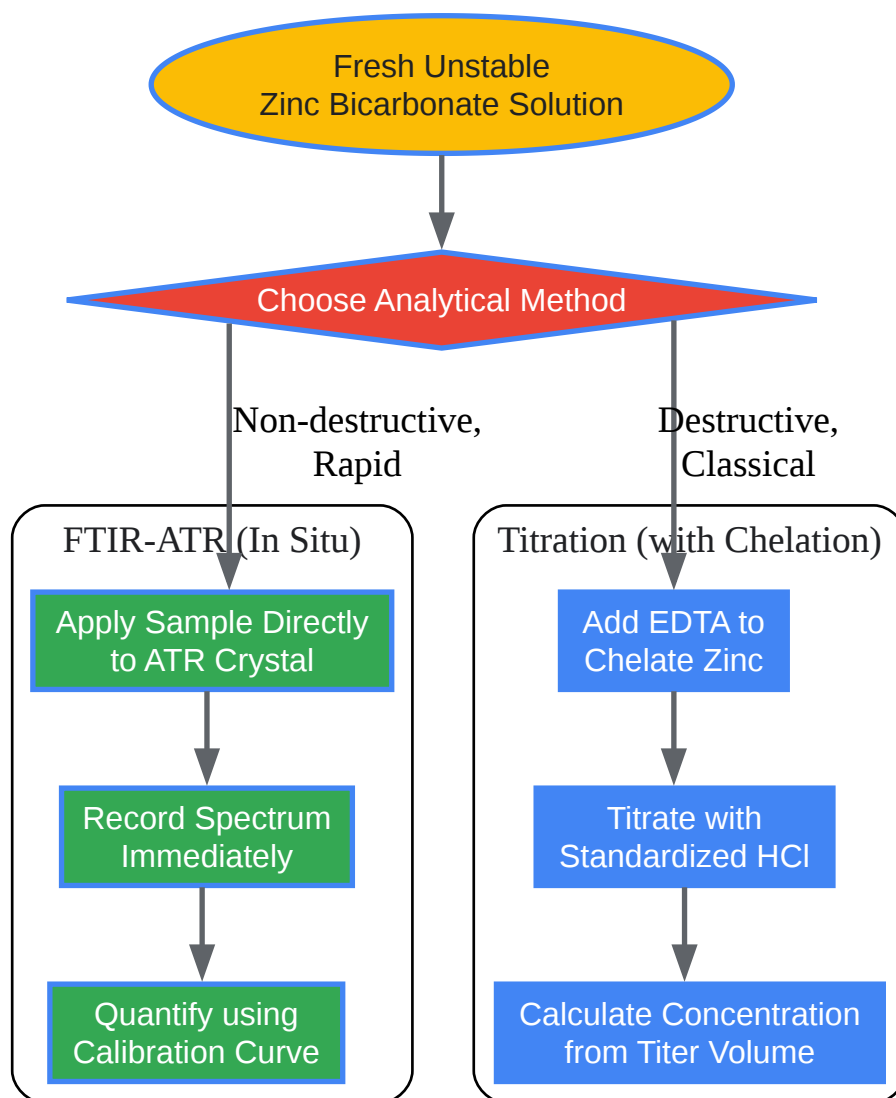 Fresh Unstable
Zinc Bicarbonate Solution
Choose Analytical Method
Non-destructive,
Rapid
Destructive,
Classical
FTIR-ATR (In Situ)
Apply Sample Directly
to ATR Crystal
Record Spectrum
Immediately
Quantify using
Calibration Curve
Titration (with Chelation)
Add EDTA to
Chelate Zinc
Titrate with
Standardized HCl
Calculate Concentration
from Titer Volume